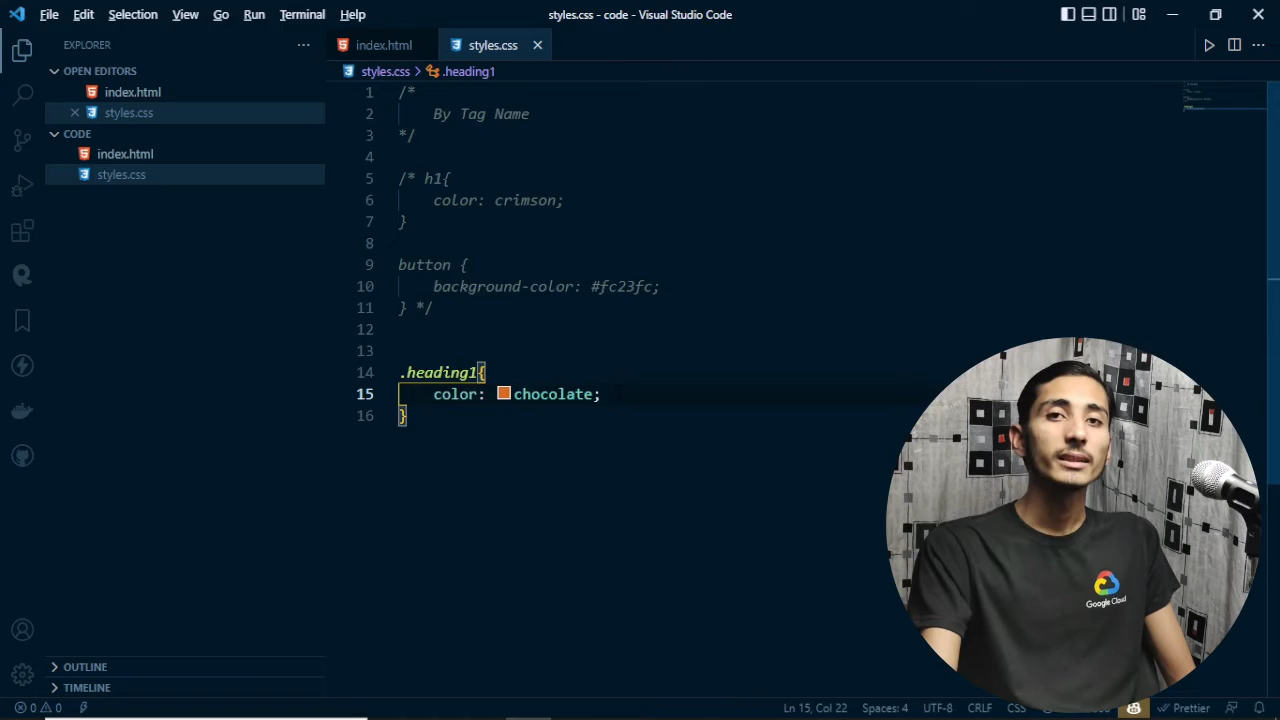 File Edit Selection View Go Run Terminal Help
styles.css - code - Visual Studio Code
EXPLORER
OPEN EDITORS
index.html
styles.css
CODE
index.html
styles.css
OUTLINE
TIMELINE
index.html
styles.css
styles.css > .heading1
1 /*
2 By Tag Name
3 */
4
5 /* h1{
6 color: crimson;
7 }
8
9 button {
10 background-color: #fc23fc;
11 } */
12
13
14 .heading1{
15 color: chocolate;
16 }
Google Cloud
0 0
Ln 15, Col 22 Spaces: 4 UTF-8 CRLF CSS Prettier